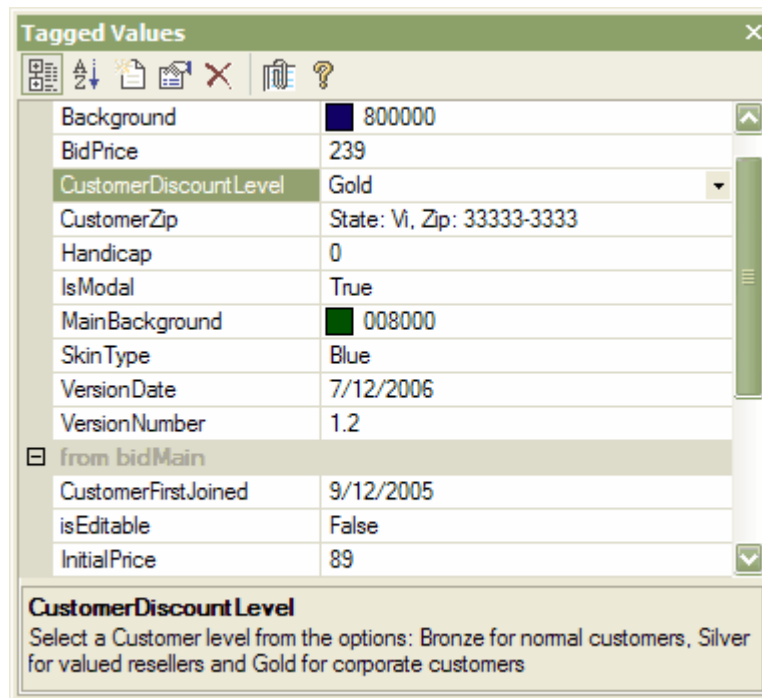 Tagged Values
Background 800000
BidPrice 239
CustomerDiscountLevel Gold
CustomerZip State: Vi, Zip: 33333-3333
Handicap 0
IsModal True
MainBackground 008000
SkinType Blue
VersionDate 7/12/2006
VersionNumber 1.2
from bidMain
CustomerFirstJoined 9/12/2005
isEditable False
InitialPrice 89
CustomerDiscountLevel
Select a Customer level from the options: Bronze for normal customers, Silver
for valued resellers and Gold for corporate customers